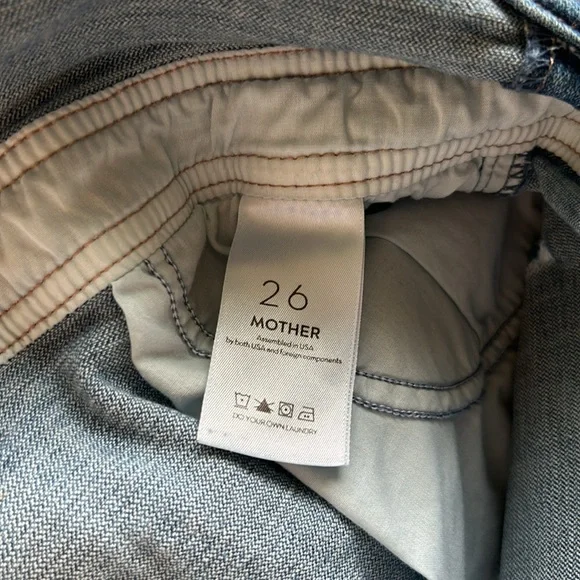 26
MOTHER
Assembled in USA
by both USA and foreign components
DO YOUR OWN LAUNDRY